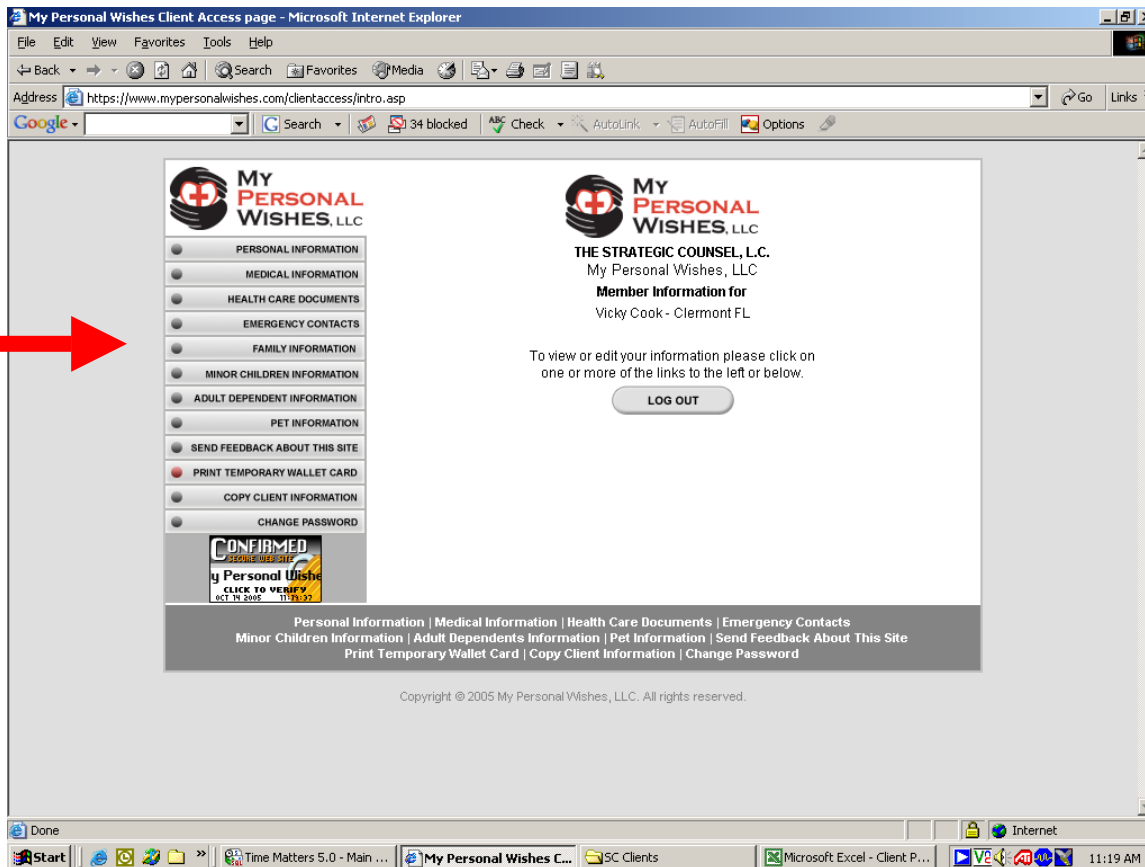 My Personal Wishes Client Access page - Microsoft Internet Explorer
File Edit View Favorites Tools Help
Back Search Favorites Media
Address https://www.mypersonalwishes.com/clientaccess/intro.asp Go Links
Google Search 34 blocked ABC Check AutoLink AutoFill Options
MY
PERSONAL
WISHES, LLC
PERSONAL INFORMATION
MEDICAL INFORMATION
HEALTH CARE DOCUMENTS
EMERGENCY CONTACTS
FAMILY INFORMATION
MINOR CHILDREN INFORMATION
ADULT DEPENDENT INFORMATION
PET INFORMATION
SEND FEEDBACK ABOUT THIS SITE
PRINT TEMPORARY WALLET CARD
COPY CLIENT INFORMATION
CHANGE PASSWORD
CONFIRMED
SECURE WEB SITE
y Personal Wishe
CLICK TO VERIFY
OCT 14 2005 11:19:37
MY
PERSONAL
WISHES, LLC
THE STRATEGIC COUNSEL, L.C.
My Personal Wishes, LLC
Member Information for
Vicky Cook - Clermont FL
To view or edit your information please click on
one or more of the links to the left or below.
LOG OUT
Personal Information | Medical Information | Health Care Documents | Emergency Contacts
Minor Children Information | Adult Dependents Information | Pet Information | Send Feedback About This Site
Print Temporary Wallet Card | Copy Client Information | Change Password
Copyright © 2005 My Personal Wishes, LLC. All rights reserved.
Done Internet
Start » Time Matters 5.0 - Main ... My Personal Wishes C... SC Clients Microsoft Excel - Client P... 11:19 AM